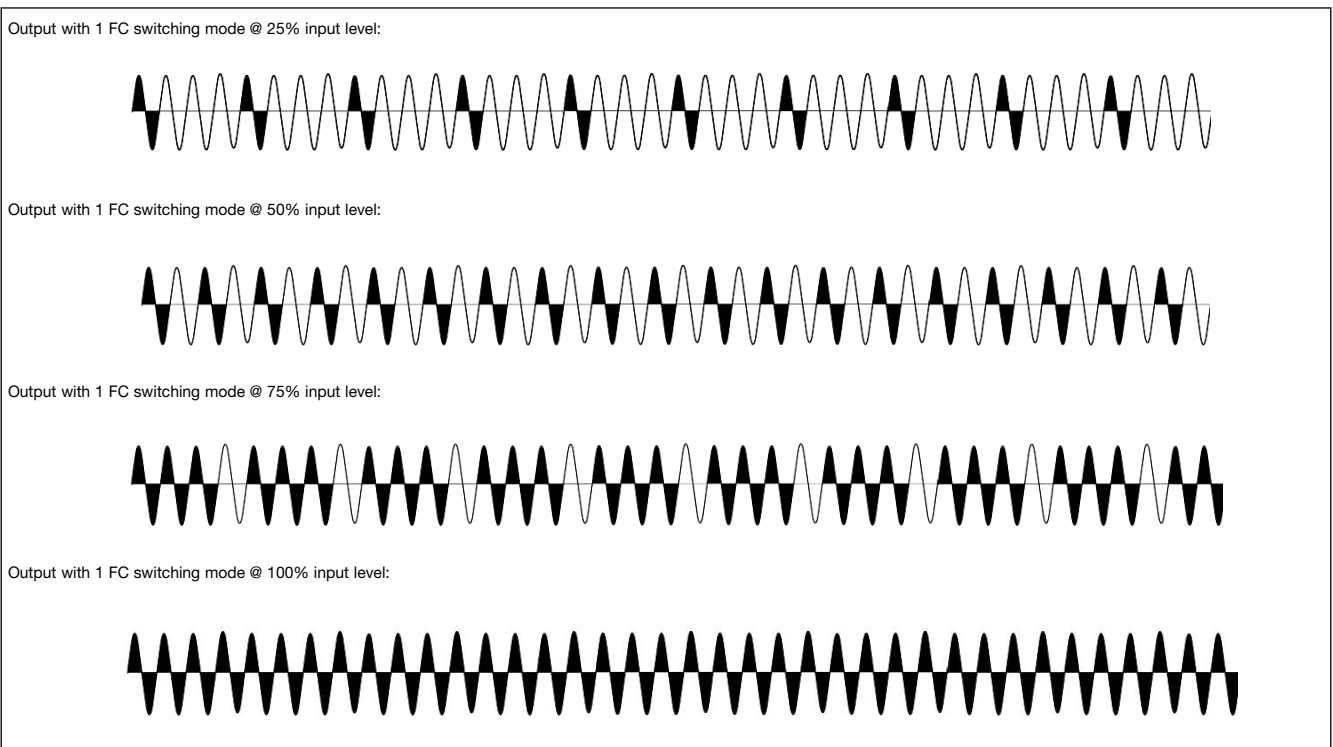 Output with 1 FC switching mode @ 25% input level:
Output with 1 FC switching mode @ 50% input level:
Output with 1 FC switching mode @ 75% input level:
Output with 1 FC switching mode @ 100% input level: